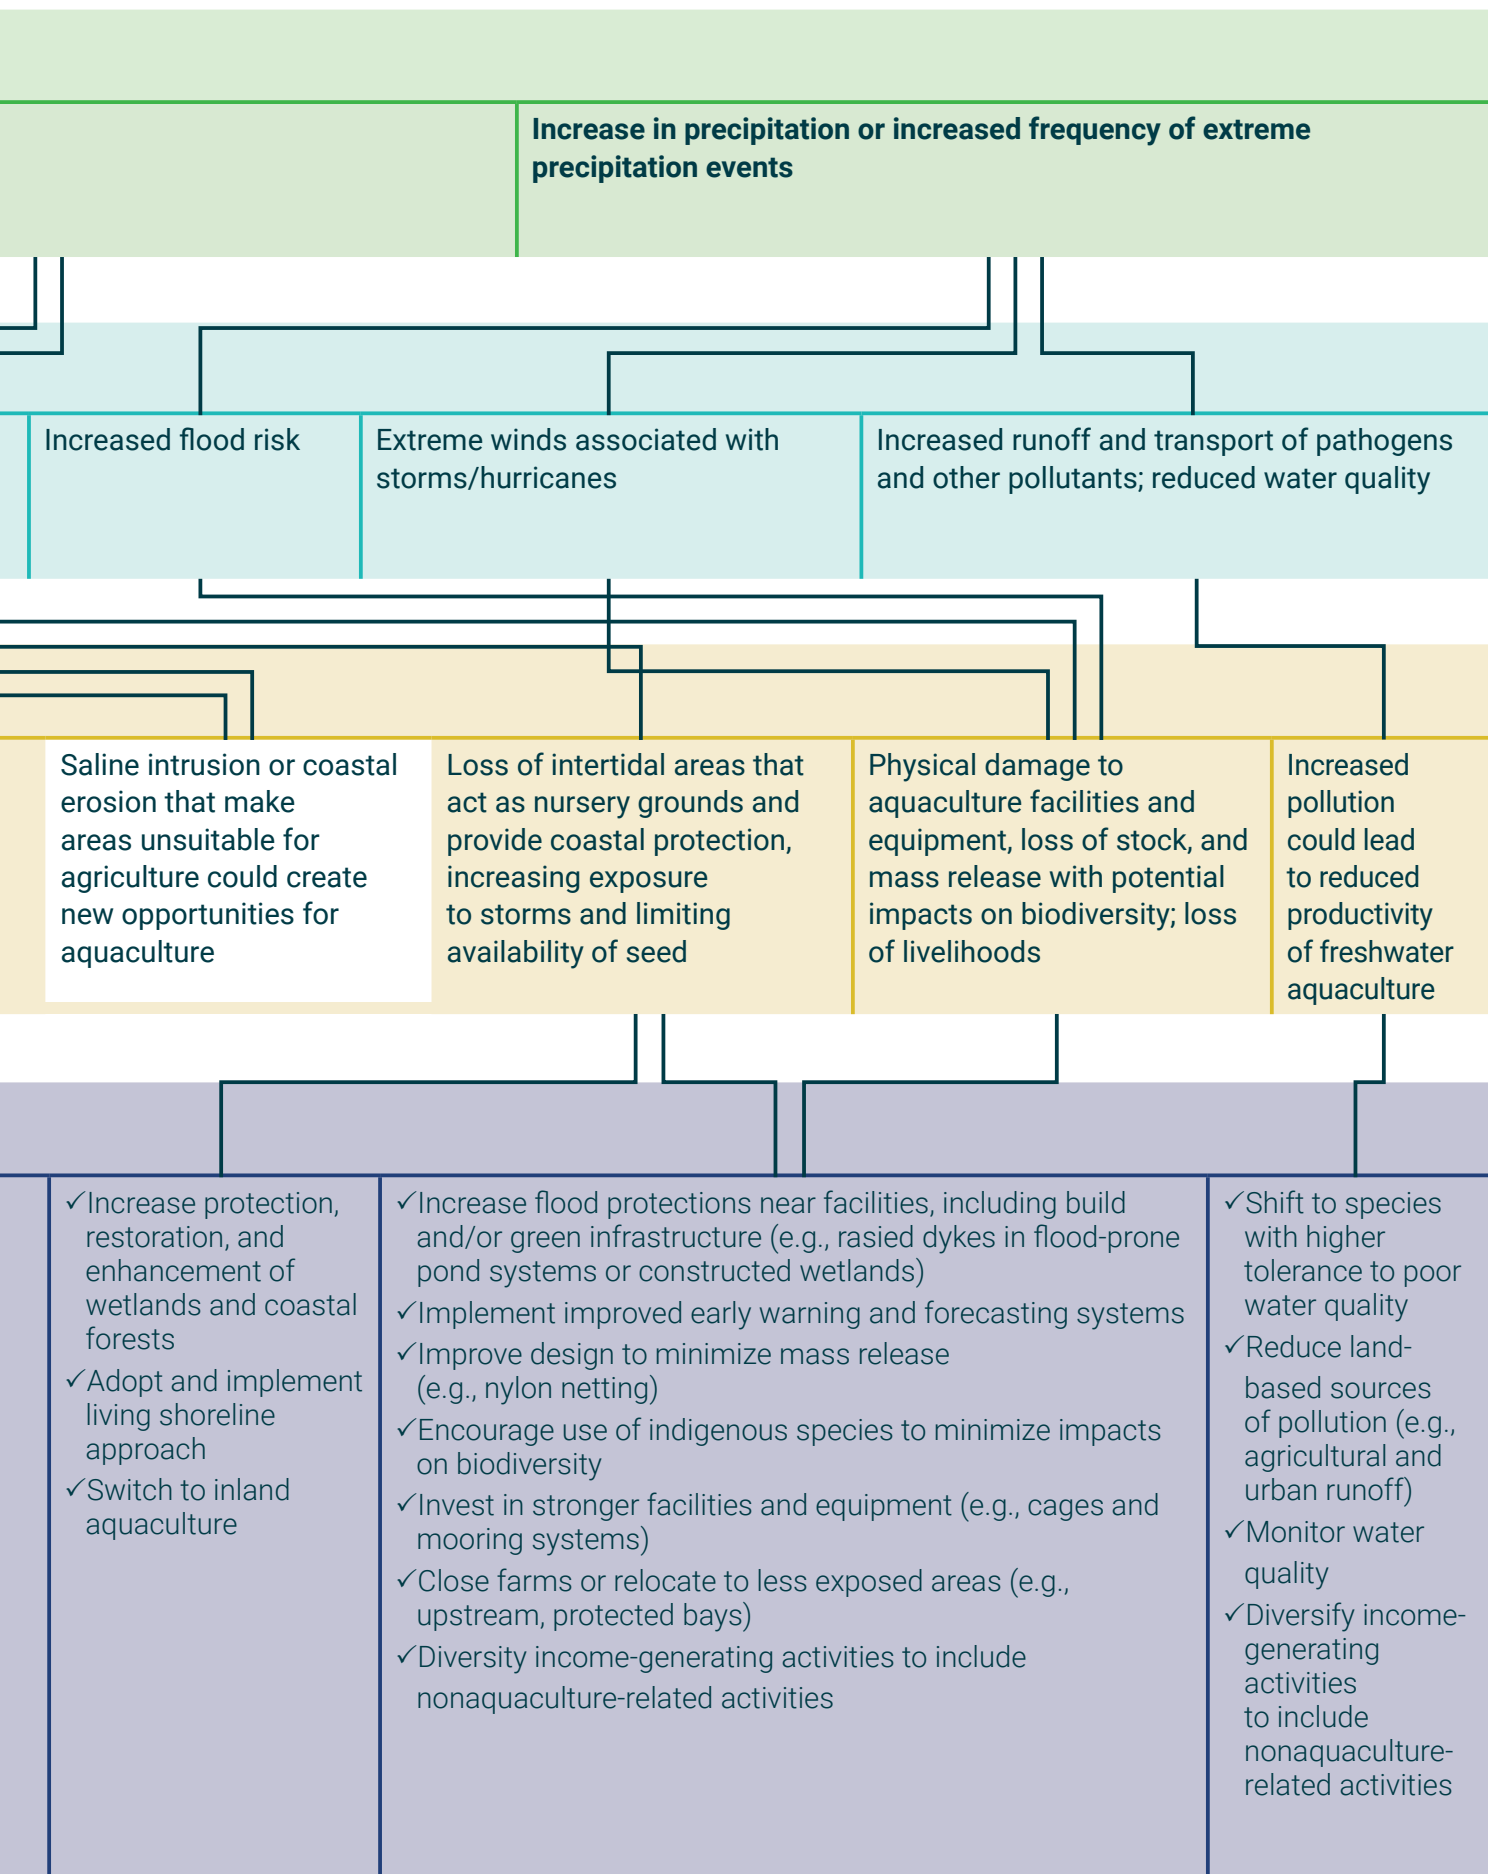 Increase in precipitation or increased frequency of extreme
precipitation events
Increased flood risk
Extreme winds associated with
storms/hurricanes
Increased runoff and transport of pathogens
and other pollutants; reduced water quality
Saline intrusion or coastal
erosion that make
areas unsuitable for
agriculture could create
new opportunities for
aquaculture
Loss of intertidal areas that
act as nursery grounds and
provide coastal protection,
increasing exposure
to storms and limiting
availability of seed
Physical damage to
aquaculture facilities and
equipment, loss of stock, and
mass release with potential
impacts on biodiversity; loss
of livelihoods
Increased
pollution
could lead
to reduced
productivity
of freshwater
aquaculture
✓Increase protection,
restoration, and
enhancement of
wetlands and coastal
forests
✓Adopt and implement
living shoreline
approach
✓Switch to inland
aquaculture
✓Increase flood protections near facilities, including build
and/or green infrastructure (e.g., rasied dykes in flood-prone
pond systems or constructed wetlands)
✓Implement improved early warning and forecasting systems
✓Improve design to minimize mass release
(e.g., nylon netting)
✓Encourage use of indigenous species to minimize impacts
on biodiversity
✓Invest in stronger facilities and equipment (e.g., cages and
mooring systems)
✓Close farms or relocate to less exposed areas (e.g.,
upstream, protected bays)
✓Diversity income-generating activities to include
nonaquaculture-related activities
✓Shift to species
with higher
tolerance to poor
water quality
✓Reduce land-
based sources
of pollution (e.g.,
agricultural and
urban runoff)
✓Monitor water
quality
✓Diversify income-
generating
activities
to include
nonaquaculture-
related activities